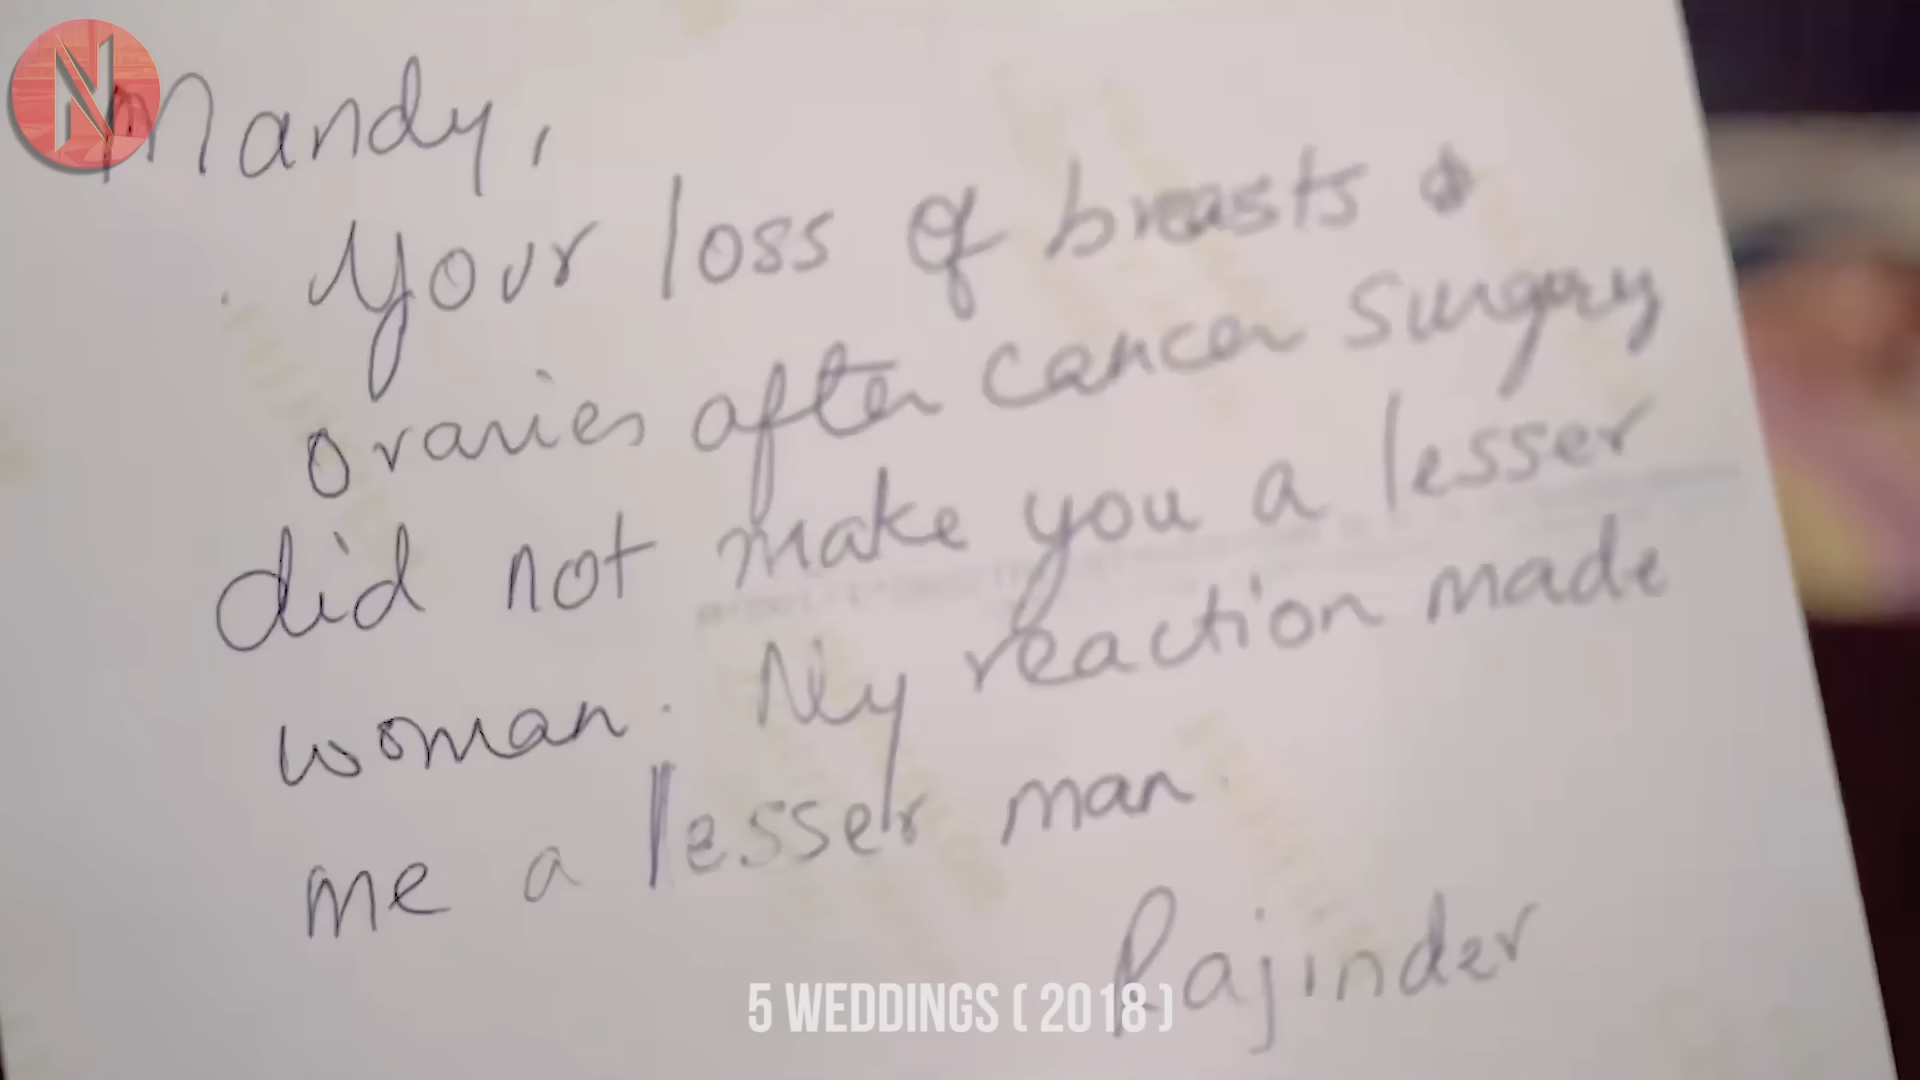 Mandy,
Your loss of breasts &
ovaries after cancer surgery
did not make you a lesser
woman. My reaction made
me a lesser man.
Rajinder
5 WEDDINGS ( 2018 )